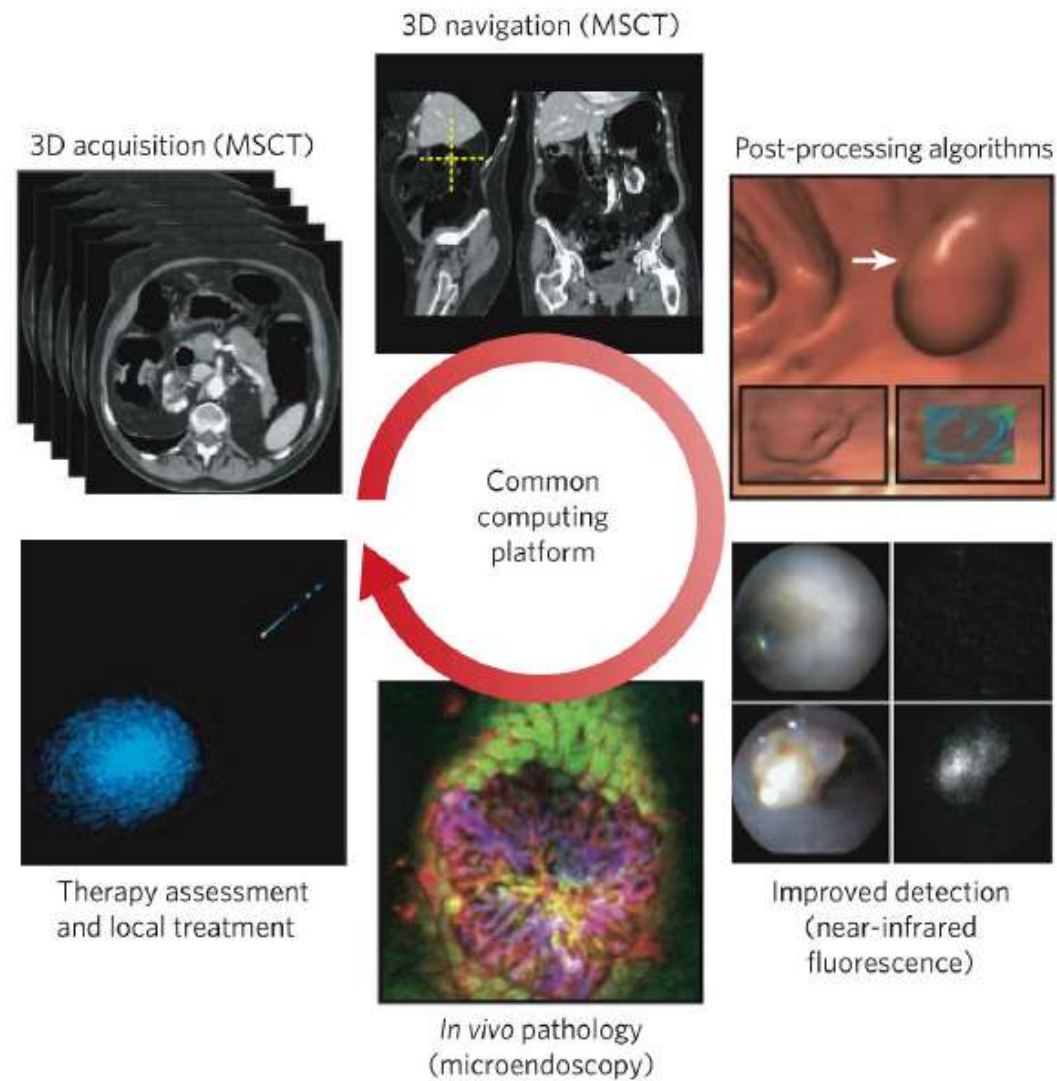 3D navigation (MSCT)
3D acquisition (MSCT)
Post-processing algorithms
Common
computing
platform
Therapy assessment
and local treatment
Improved detection
(near-infrared
fluorescence)
In vivo pathology
(microendoscopy)